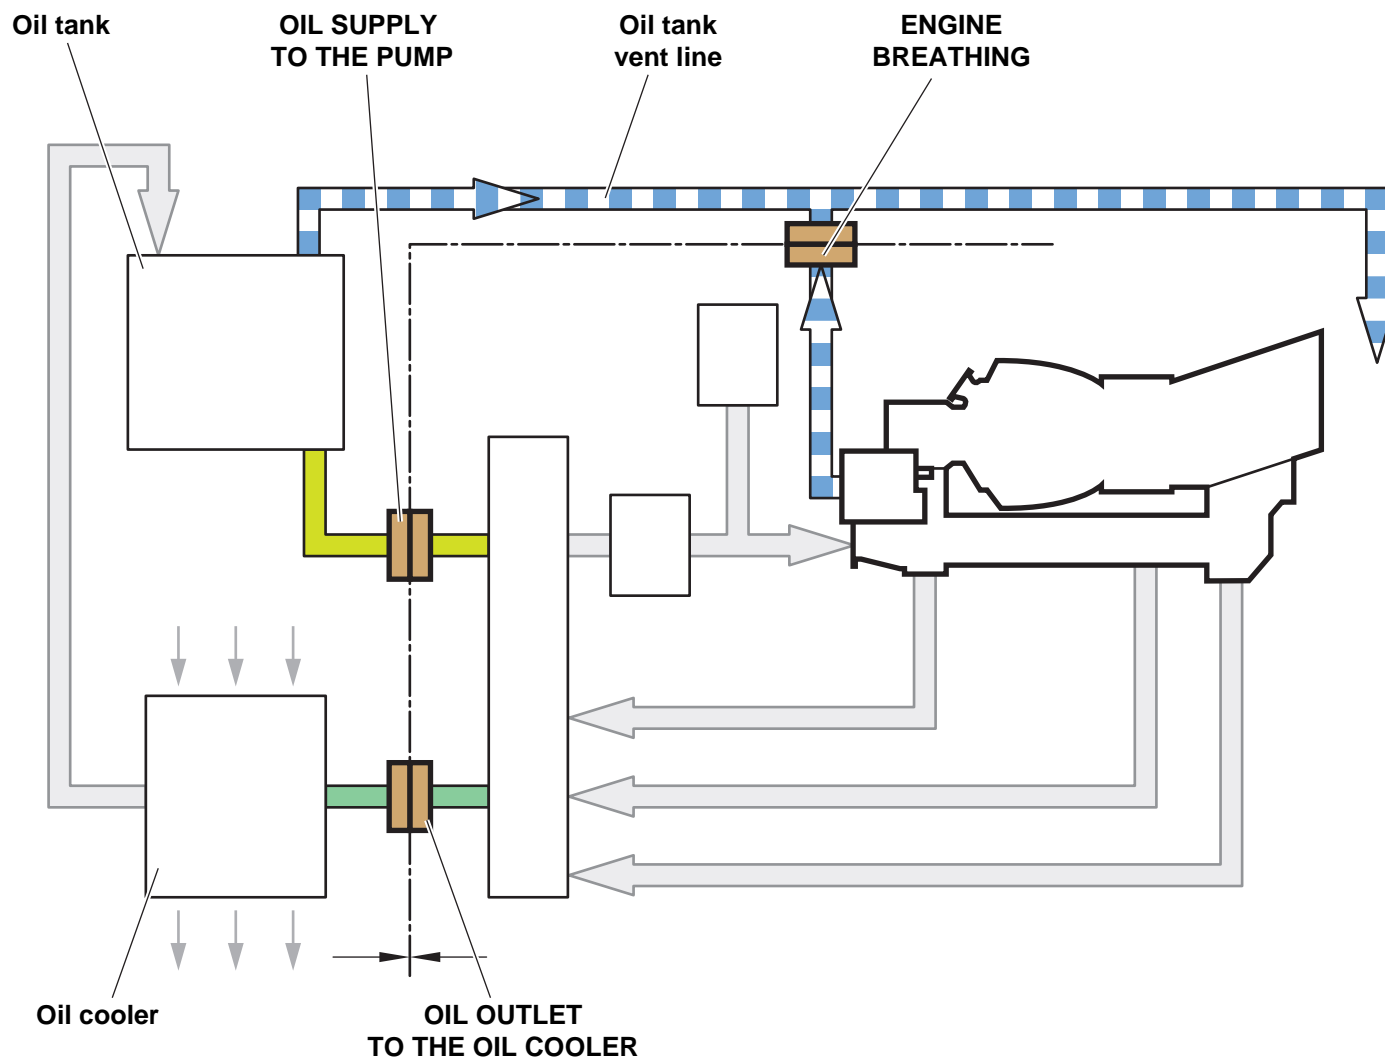 Oil tank
OIL SUPPLY
TO THE PUMP
Oil tank
vent line
ENGINE
BREATHING
Oil cooler
OIL OUTLET
TO THE OIL COOLER